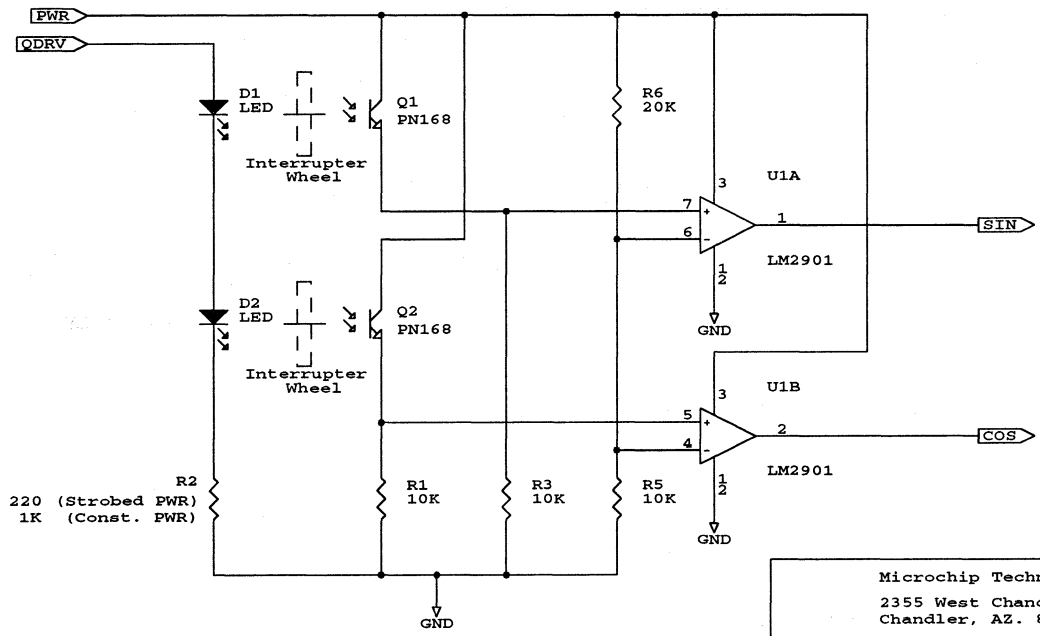 PWR
QDRV
D1
LED
Interrupter
Wheel
Q1
PN168
R6
20K
U1A
3
7
+
6
-
1
1
2
LM2901
GND
SIN
D2
LED
Interrupter
Wheel
Q2
PN168
U1B
3
5
+
4
-
2
1
2
LM2901
GND
COS
R2
220 (Strobed PWR)
1K (Const. PWR)
R1
10K
R3
10K
R5
10K
GND
Microchip Techn
2355 West Chand
Chandler, AZ. 8